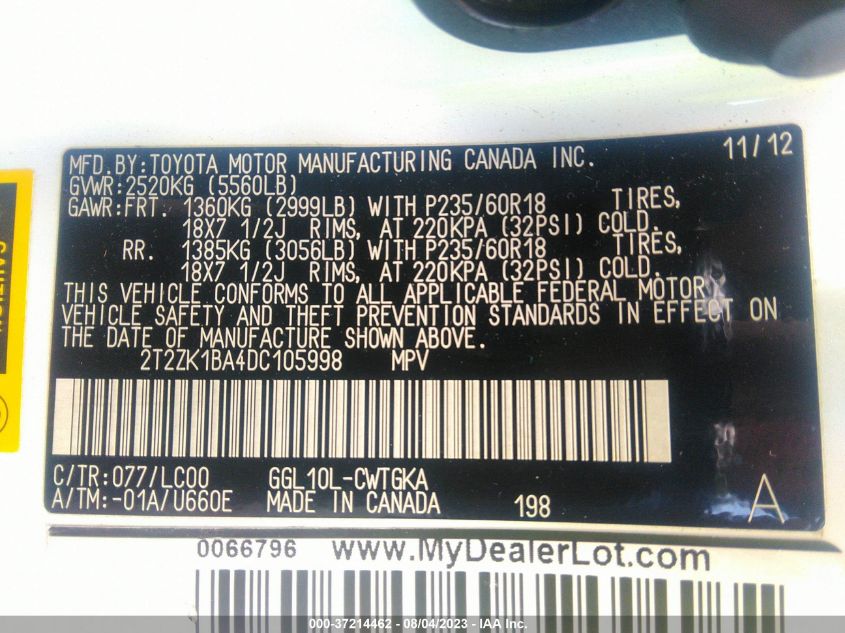 MFD.BY:TOYOTA MOTOR MANUFACTURING CANADA INC. 11/12
GVWR:2520KG (5560LB)
GAWR:FRT. 1360KG (2999LB) WITH P235/60R18 TIRES,
18X7 1/2J RIMS, AT 220KPA (32PSI) COLD.
RR. 1385KG (3056LB) WITH P235/60R18 TIRES,
18X7 1/2J RIMS, AT 220KPA (32PSI) COLD.
THIS VEHICLE CONFORMS TO ALL APPLICABLE FEDERAL MOTOR
VEHICLE SAFETY AND THEFT PREVENTION STANDARDS IN EFFECT ON
THE DATE OF MANUFACTURE SHOWN ABOVE.
2T2ZK1BA4DC105998 MPV
C/TR:077/LC00 GGL10L-CWTGKA
A/TM:-01A/U660E MADE IN CANADA 198 A
0066796 www.MyDealerLot.com
000-37214462 - 08/04/2023 - IAA Inc.